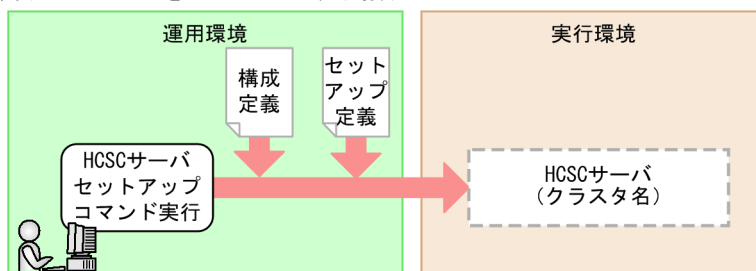 運用環境
実行環境
構成
定義
セット
アップ
定義
HCSCサーバ
セットアップ
コマンド実行
HCSCサーバ
(クラスタ名)